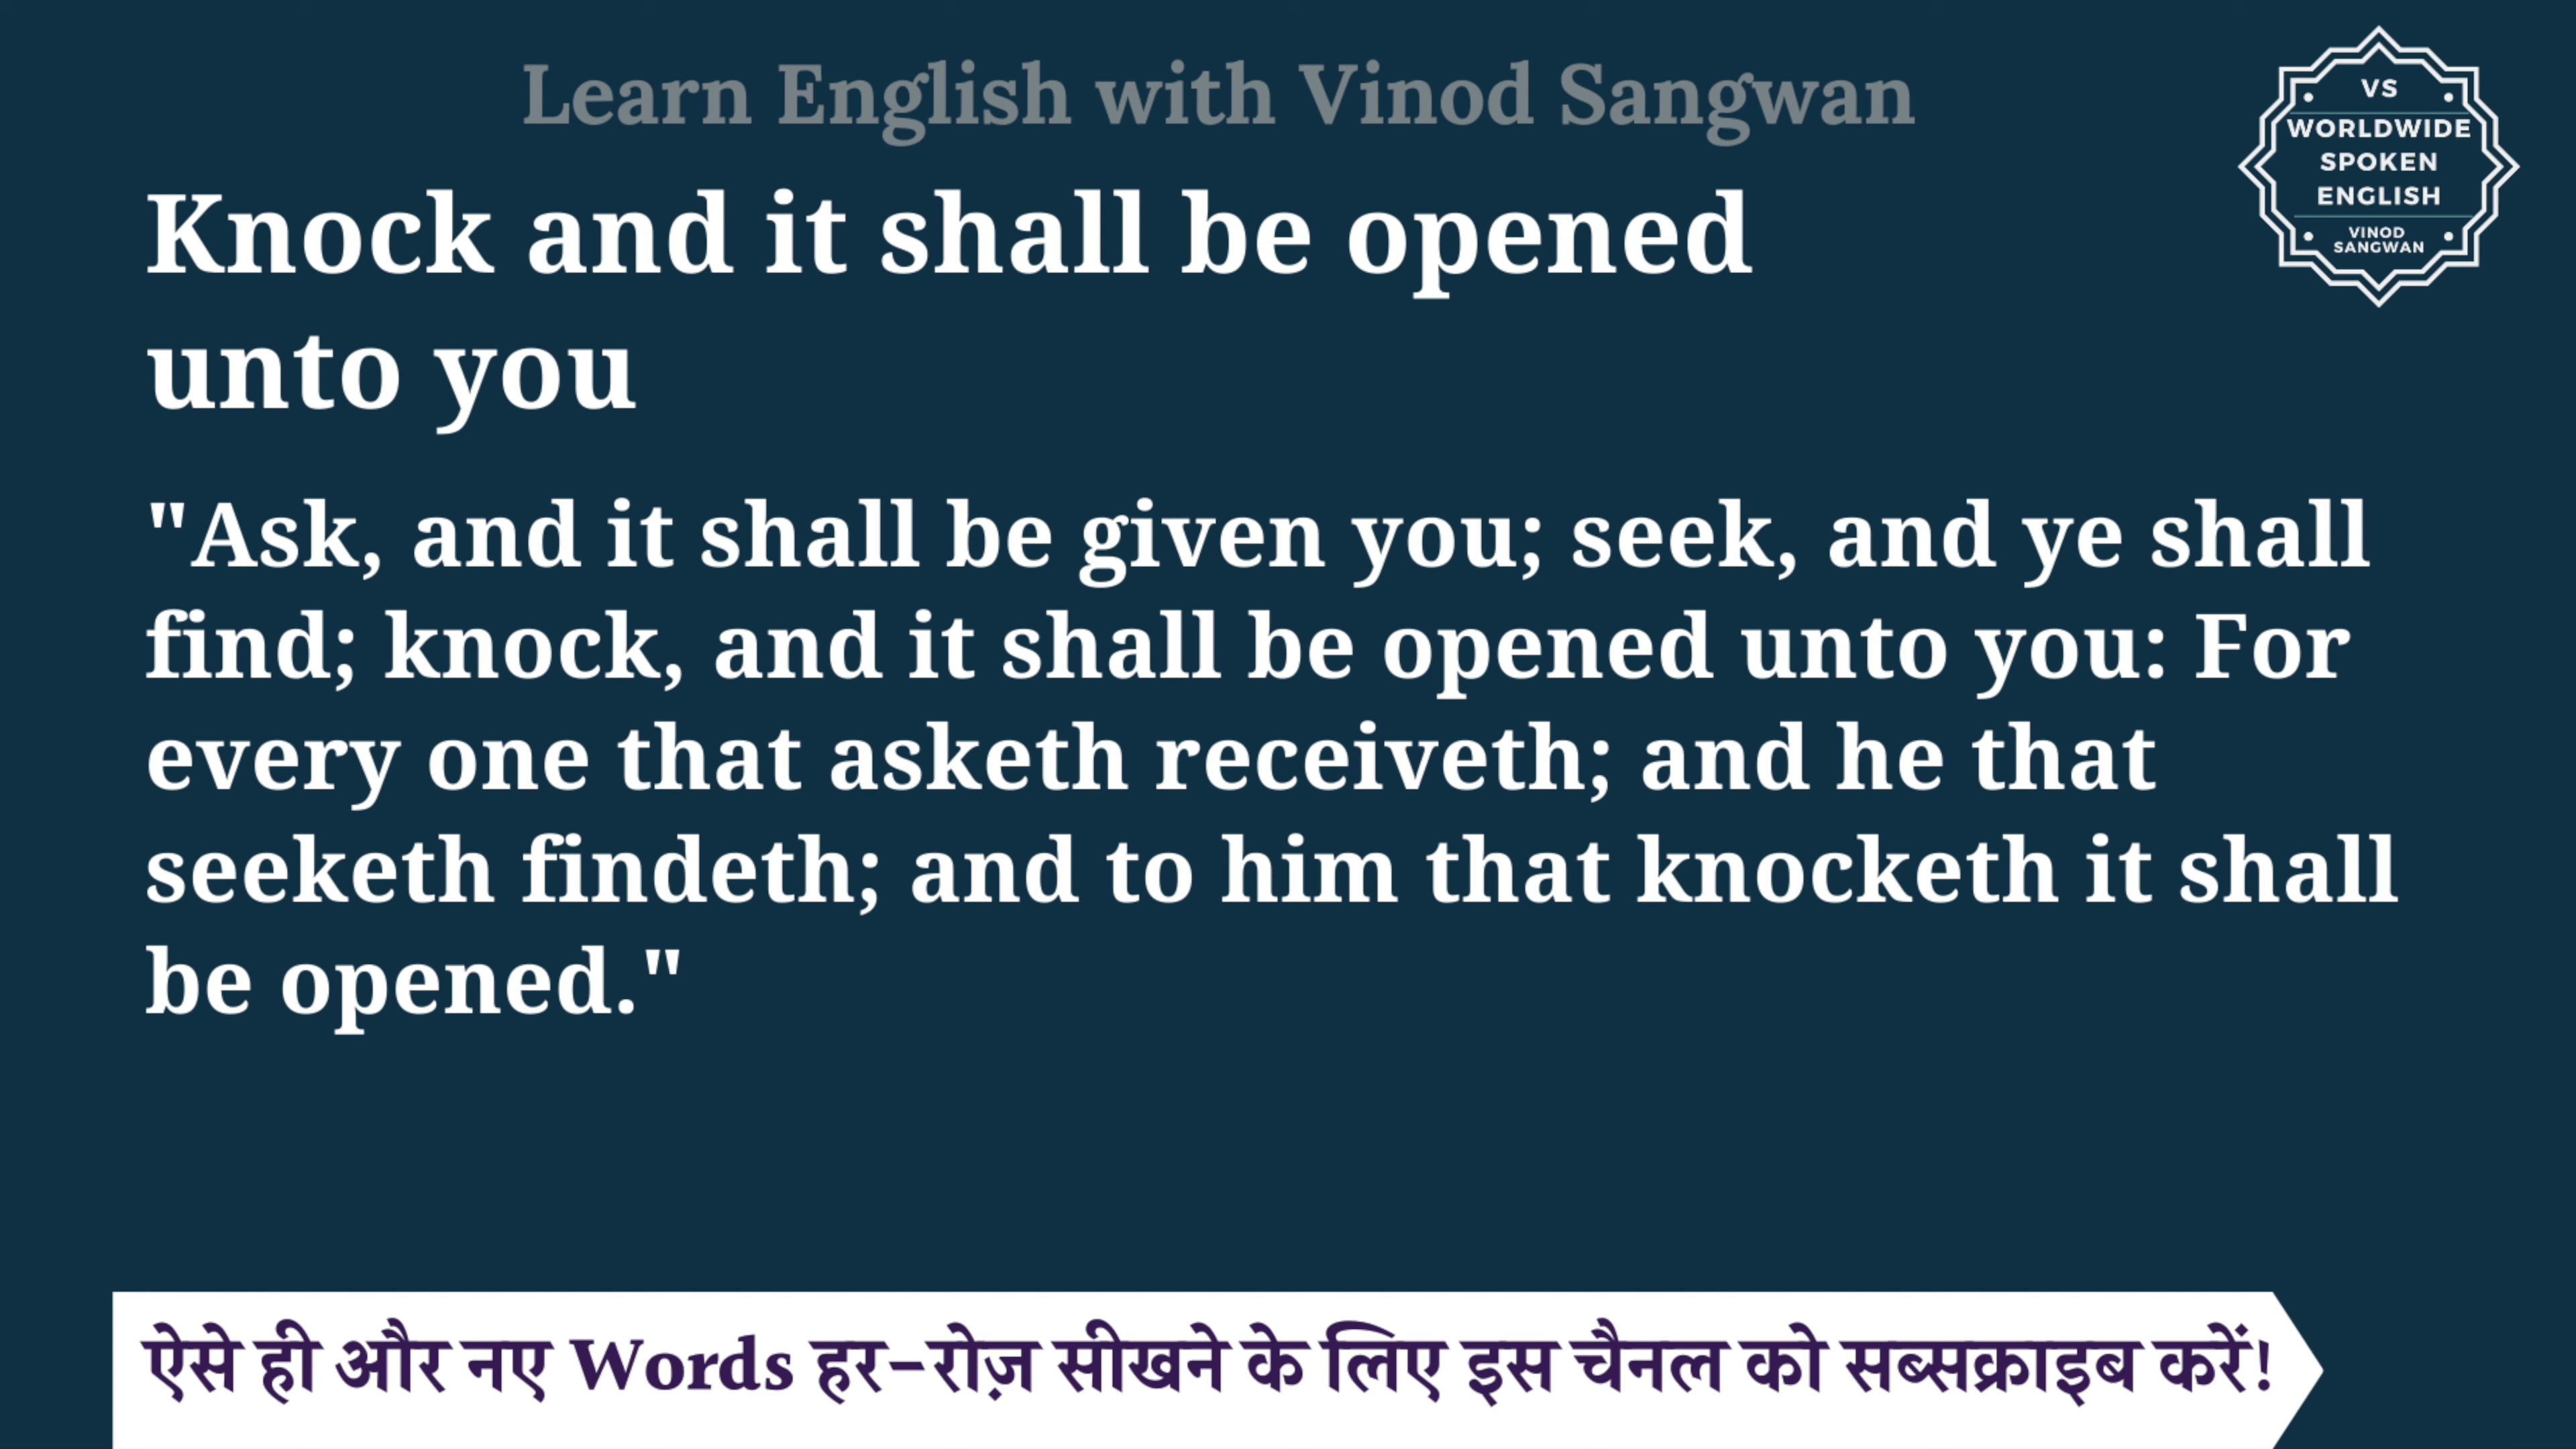 Learn English with Vinod Sangwan
VS
WORLDWIDE
SPOKEN
ENGLISH
VINOD
SANGWAN
Knock and it shall be opened
unto you
"Ask, and it shall be given you; seek, and ye shall
find; knock, and it shall be opened unto you: For
every one that asketh receiveth; and he that
seeketh findeth; and to him that knocketh it shall
be opened."
ऐसे ही और नए Words हर-रोज़ सीखने के लिए इस चैनल को सब्सक्राइब करें!